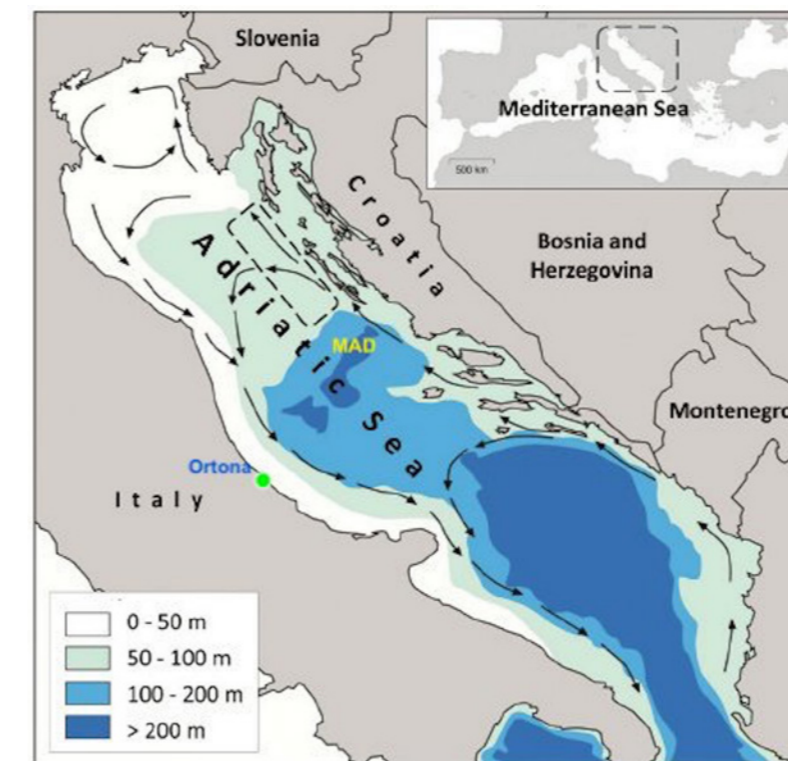 Slovenia
Mediterranean Sea
500 km
Croatia
Bosnia and
Herzegovina
Adriatic Sea
MAD
Montenegro
Ortona
Italy
0 - 50 m
50 - 100 m
100 - 200 m
> 200 m